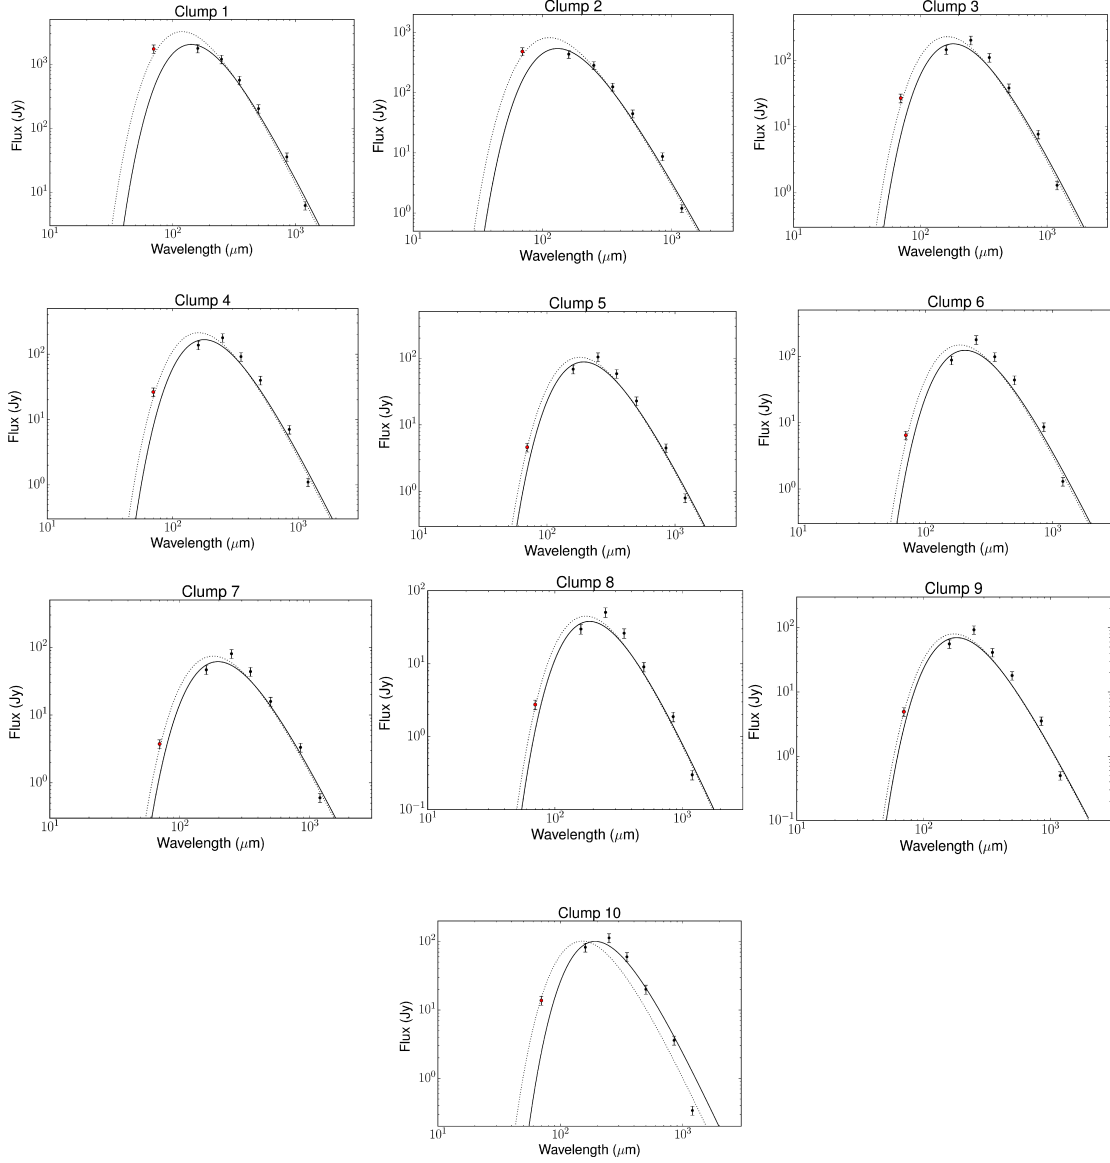 Clump 1
Flux (Jy)
10³
10²
10¹
10¹ 10² 10³
Wavelength (μm)
Clump 2
Flux (Jy)
10³
10²
10¹
10⁰
10¹ 10² 10³
Wavelength (μm)
Clump 3
Flux (Jy)
10²
10¹
10⁰
10¹ 10² 10³
Wavelength (μm)
Clump 4
Flux (Jy)
10²
10¹
10⁰
10¹ 10² 10³
Wavelength (μm)
Clump 5
Flux (Jy)
10²
10¹
10⁰
10¹ 10² 10³
Wavelength (μm)
Clump 6
Flux (Jy)
10²
10¹
10⁰
10¹ 10² 10³
Wavelength (μm)
Clump 7
Flux (Jy)
10²
10¹
10⁰
10¹ 10² 10³
Wavelength (μm)
Clump 8
Flux (Jy)
10²
10¹
10⁰
10⁻¹
10¹ 10² 10³
Wavelength (μm)
Clump 9
Flux (Jy)
10²
10¹
10⁰
10⁻¹
10¹ 10² 10³
Wavelength (μm)
Clump 10
Flux (Jy)
10²
10¹
10⁰
10¹ 10² 10³
Wavelength (μm)